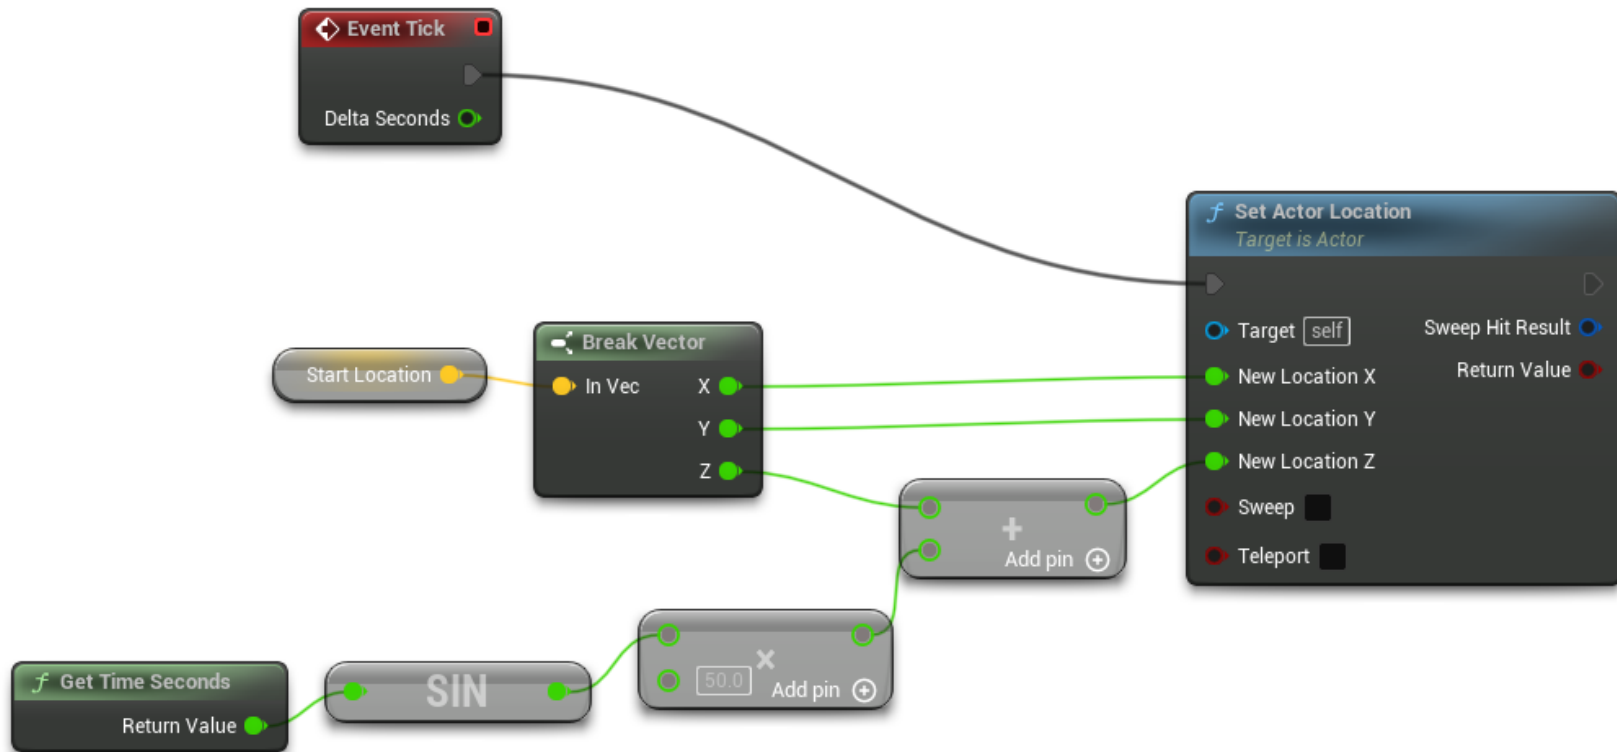 Event Tick
Delta Seconds
Set Actor Location
Target is Actor
Target self
Sweep Hit Result
New Location X
Return Value
New Location Y
New Location Z
Sweep
Teleport
Start Location
Break Vector
In Vec
X
Y
Z
+
Add pin
×
50.0
Add pin
SIN
f Get Time Seconds
Return Value